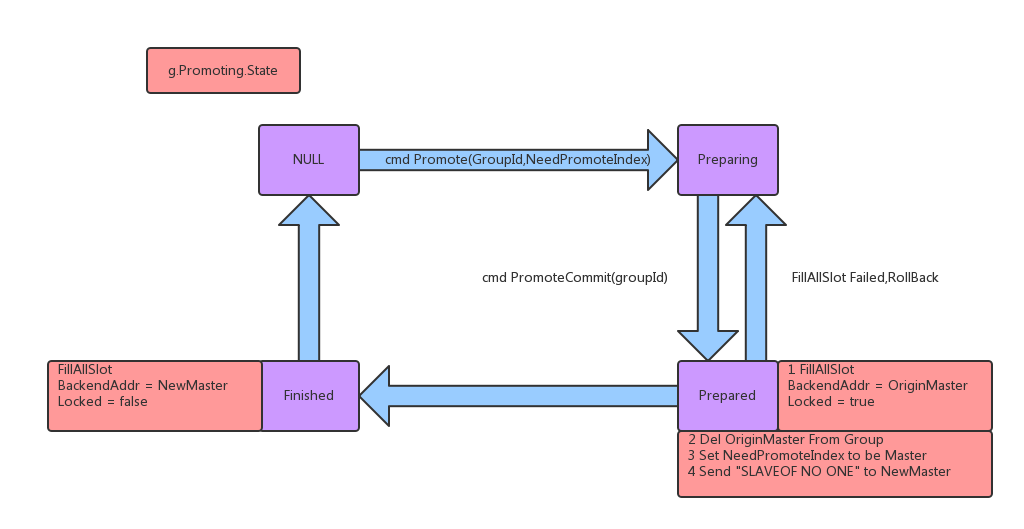 g.Promoting.State
NULL
cmd Promote(GroupId,NeedPromoteIndex)
Preparing
cmd PromoteCommit(groupId)
FillAllSlot Failed,RollBack
FillAllSlot
BackendAddr = NewMaster
Locked = false
Finished
Prepared
1 FillAllSlot
BackendAddr = OriginMaster
Locked = true
2 Del OriginMaster From Group
3 Set NeedPromoteIndex to be Master
4 Send "SLAVEOF NO ONE" to NewMaster